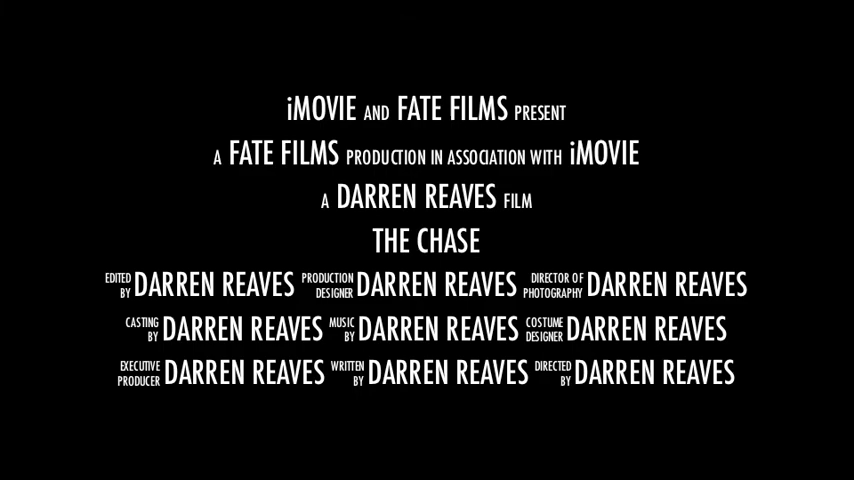 iMOVIE AND FATE FILMS PRESENT
A FATE FILMS PRODUCTION IN ASSOCIATION WITH iMOVIE
A DARREN REAVES FILM
THE CHASE
EDITED BY DARREN REAVES PRODUCTION DESIGNER DARREN REAVES DIRECTOR OF PHOTOGRAPHY DARREN REAVES
CASTING BY DARREN REAVES MUSIC BY DARREN REAVES COSTUME DESIGNER DARREN REAVES
EXECUTIVE PRODUCER DARREN REAVES WRITTEN BY DARREN REAVES DIRECTED BY DARREN REAVES